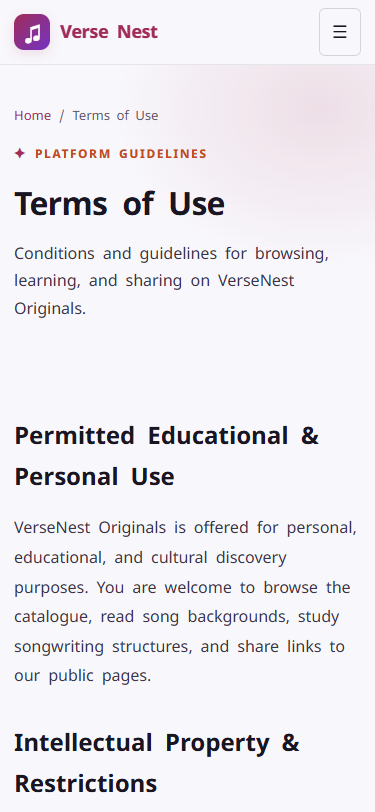 Verse Nest
☰
Home / Terms of Use
✦ PLATFORM GUIDELINES
Terms of Use
Conditions and guidelines for browsing,
learning, and sharing on VerseNest
Originals.
Permitted Educational &
Personal Use
VerseNest Originals is offered for personal,
educational, and cultural discovery
purposes. You are welcome to browse the
catalogue, read song backgrounds, study
songwriting structures, and share links to
our public pages.
Intellectual Property &
Restrictions